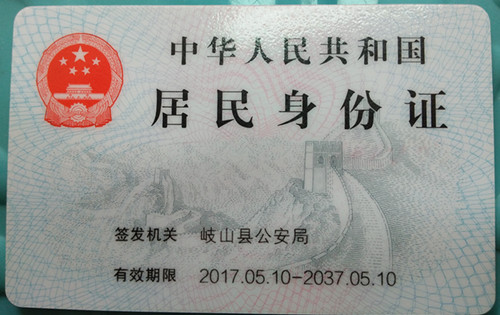 中华人民共和国
居民身份证
签发机关 岐山县公安局
有效期限 2017.05.10-2037.05.10